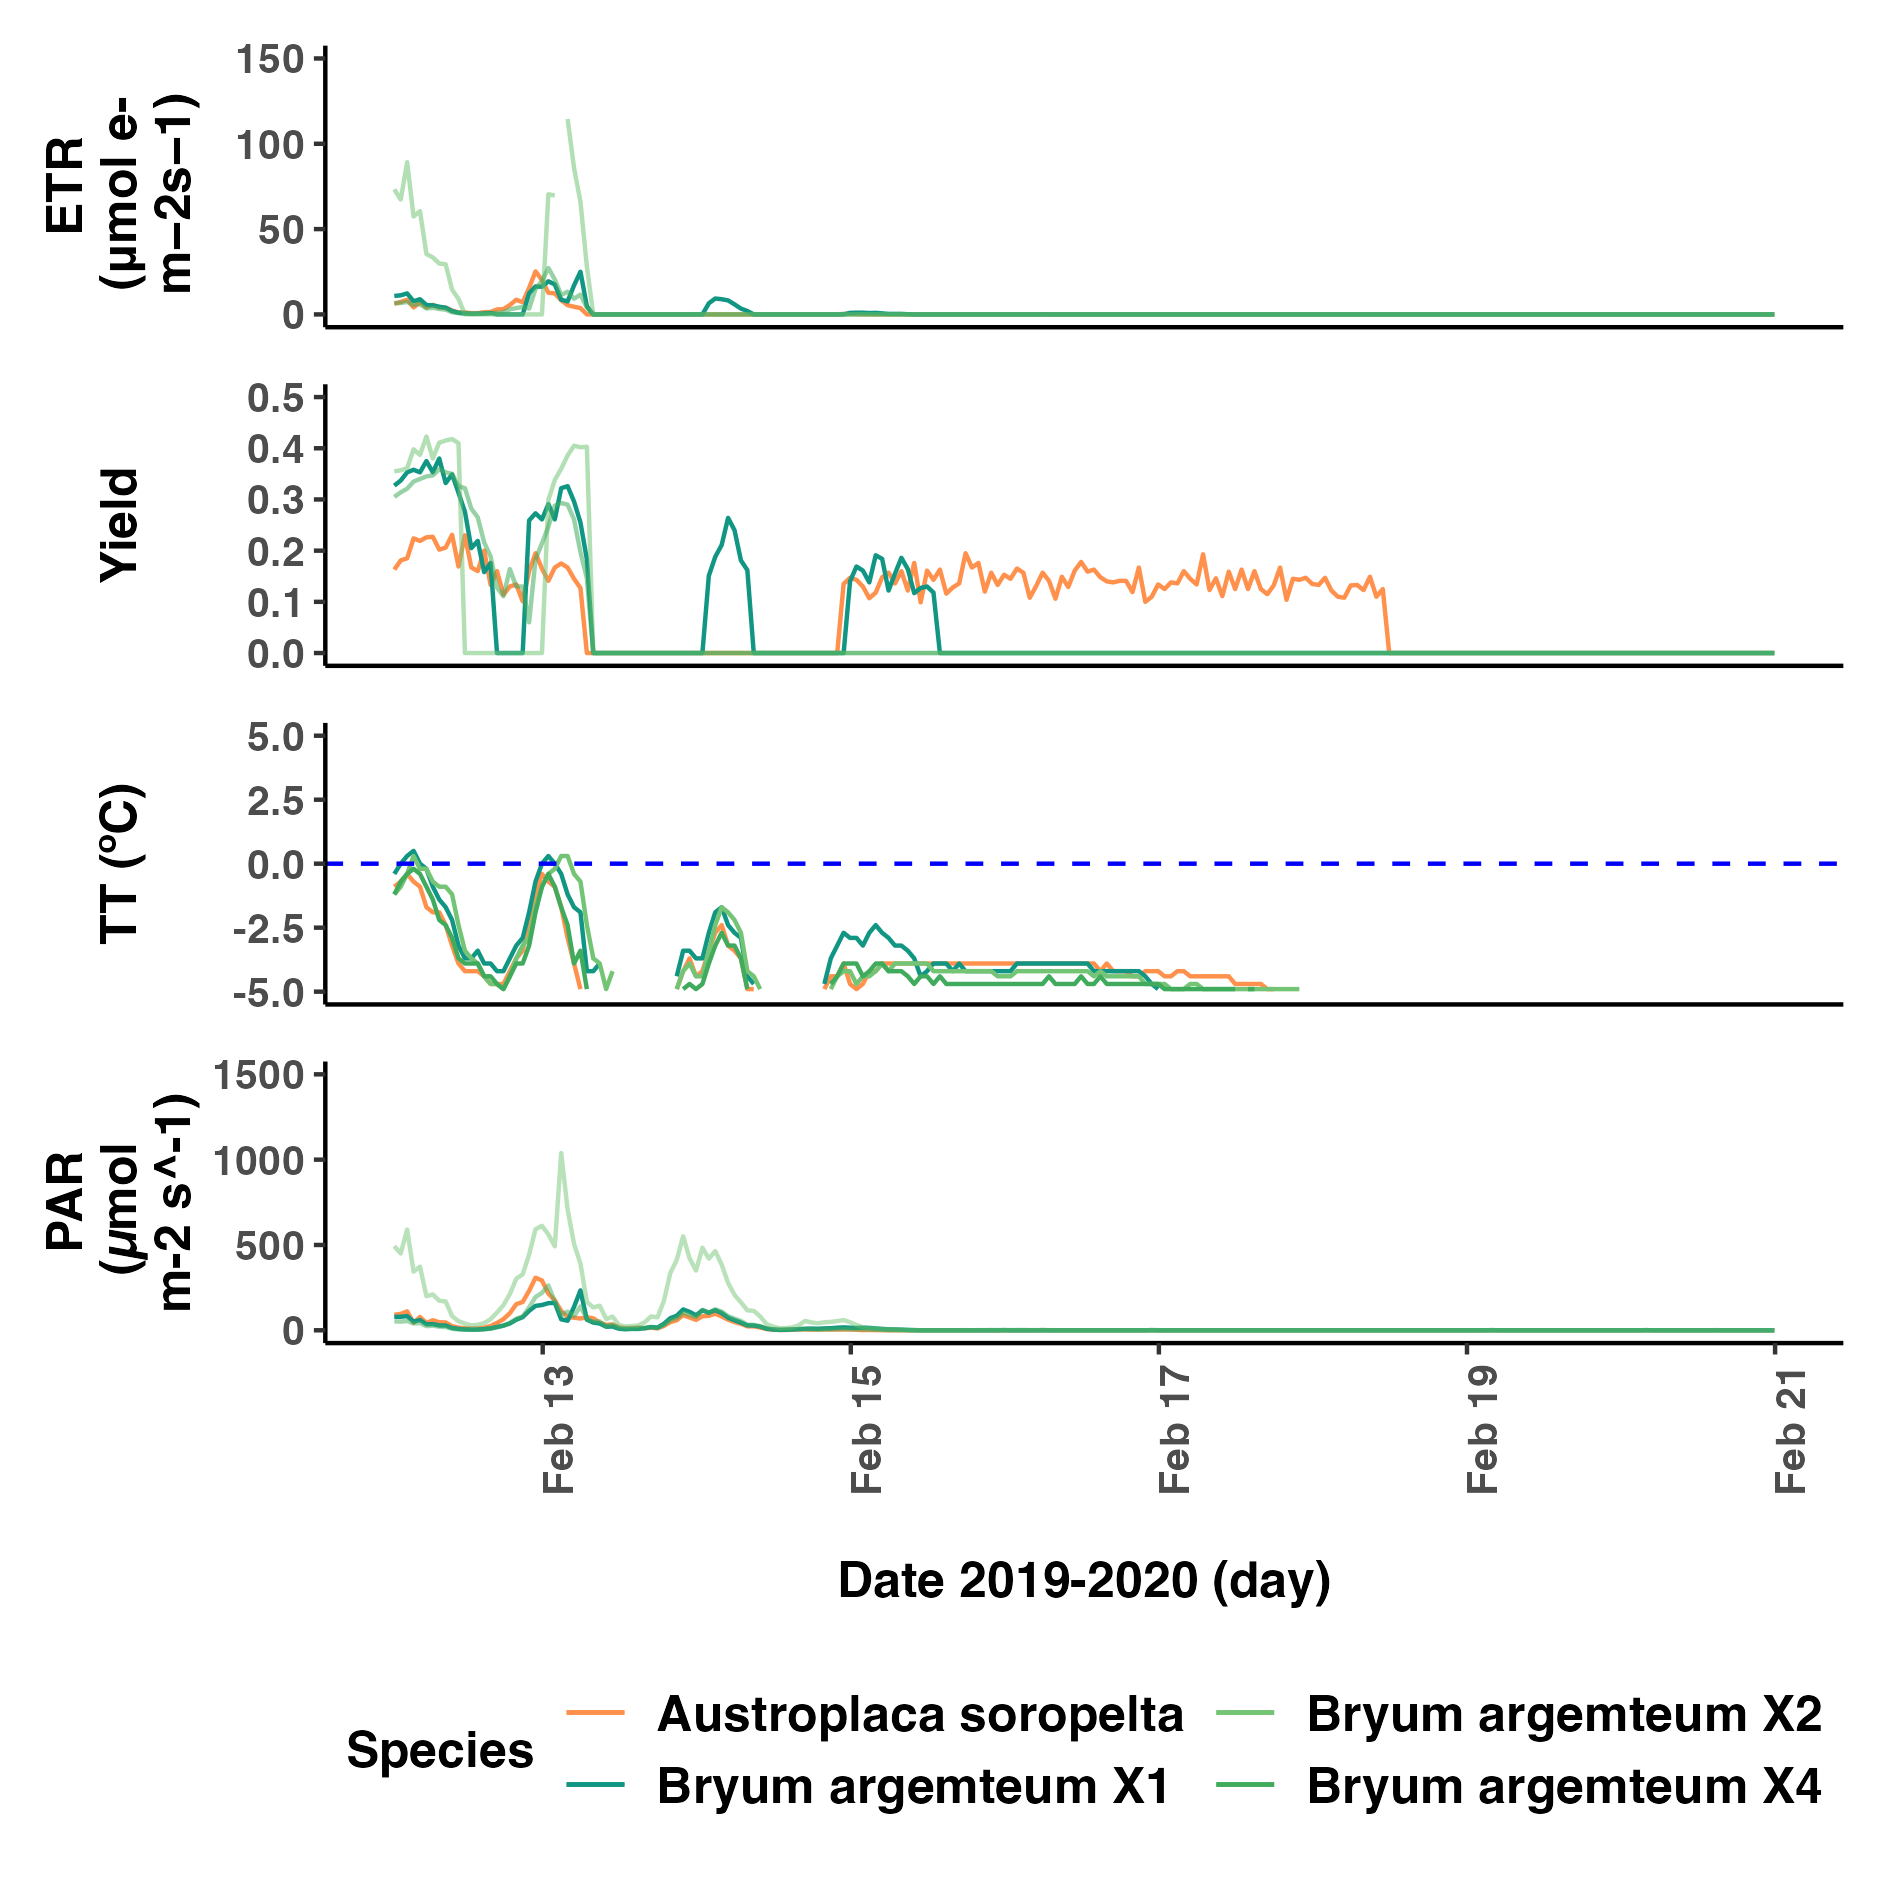 150
100
50
0
ETR
(µmol e-
m−2s−1)
0.5
0.4
0.3
0.2
0.1
0.0
Yield
5.0
2.5
0.0
-2.5
-5.0
TT (ºC)
1500
1000
500
0
PAR
(µmol
m-2 s^-1)
Feb 13
Feb 15
Feb 17
Feb 19
Feb 21
Date 2019-2020 (day)
Species
Austroplaca soropelta
Bryum argemteum X2
Bryum argemteum X1
Bryum argemteum X4